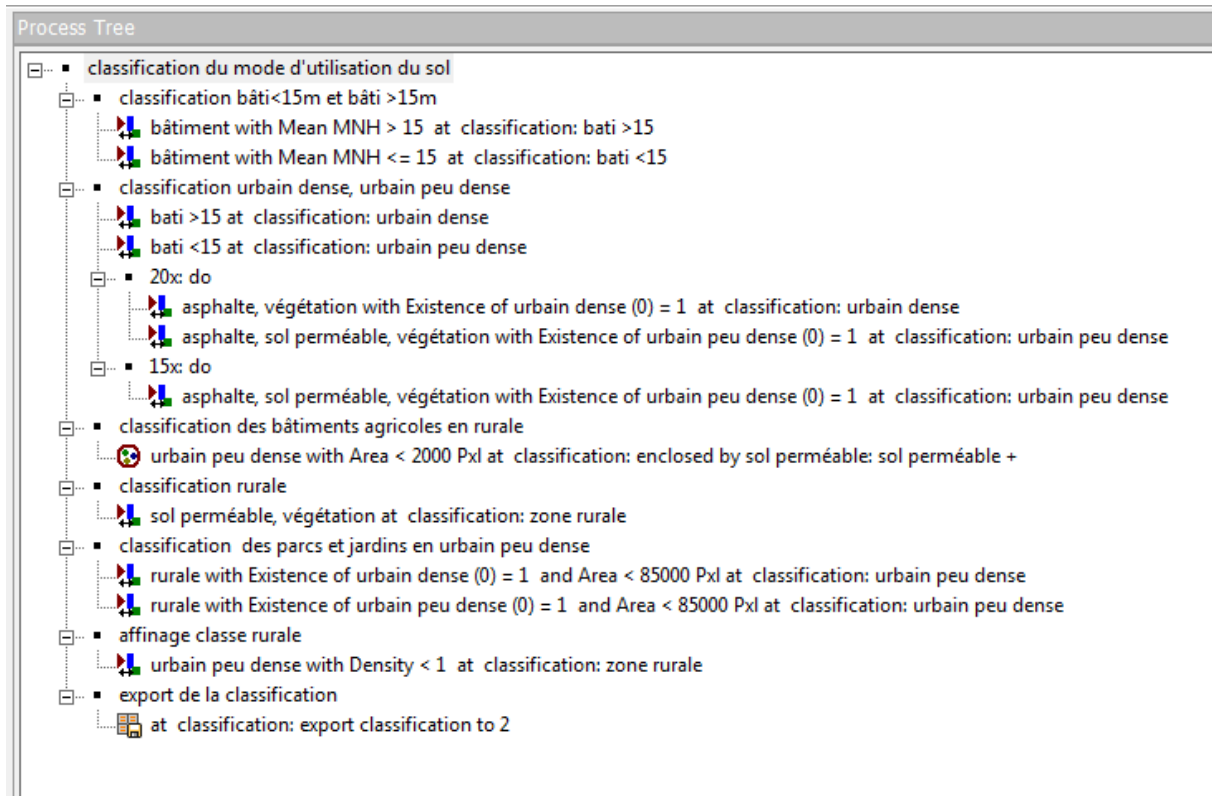 Process Tree
classification du mode d'utilisation du sol
classification bâti<15m et bâti >15m
bâtiment with Mean MNH > 15 at classification: bati >15
bâtiment with Mean MNH <= 15 at classification: bati <15
classification urbain dense, urbain peu dense
bati >15 at classification: urbain dense
bati <15 at classification: urbain peu dense
20x: do
asphalte, végétation with Existence of urbain dense (0) = 1 at classification: urbain dense
asphalte, sol perméable, végétation with Existence of urbain peu dense (0) = 1 at classification: urbain peu dense
15x: do
asphalte, sol perméable, végétation with Existence of urbain peu dense (0) = 1 at classification: urbain peu dense
classification des bâtiments agricoles en rurale
urbain peu dense with Area < 2000 Pxl at classification: enclosed by sol perméable: sol perméable +
classification rurale
sol perméable, végétation at classification: zone rurale
classification des parcs et jardins en urbain peu dense
rurale with Existence of urbain dense (0) = 1 and Area < 85000 Pxl at classification: urbain peu dense
rurale with Existence of urbain peu dense (0) = 1 and Area < 85000 Pxl at classification: urbain peu dense
affinage classe rurale
urbain peu dense with Density < 1 at classification: zone rurale
export de la classification
at classification: export classification to 2